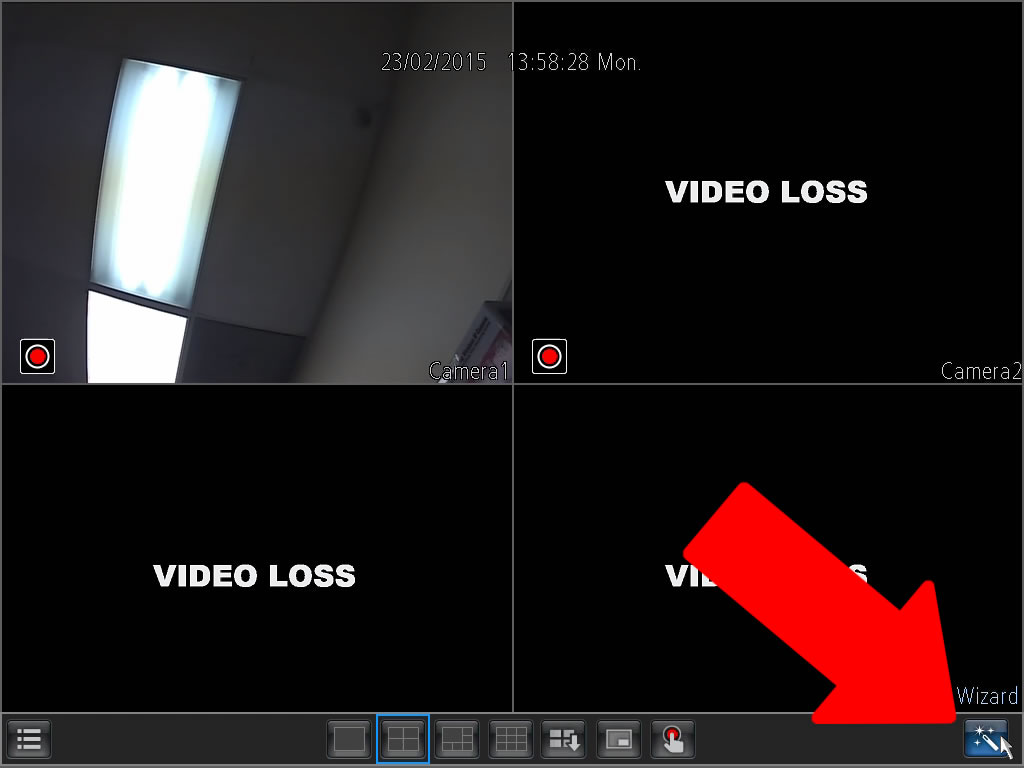 23/02/2015 13:58:28 Mon.
VIDEO LOSS
Camera1
Camera2
VIDEO LOSS
Wizard